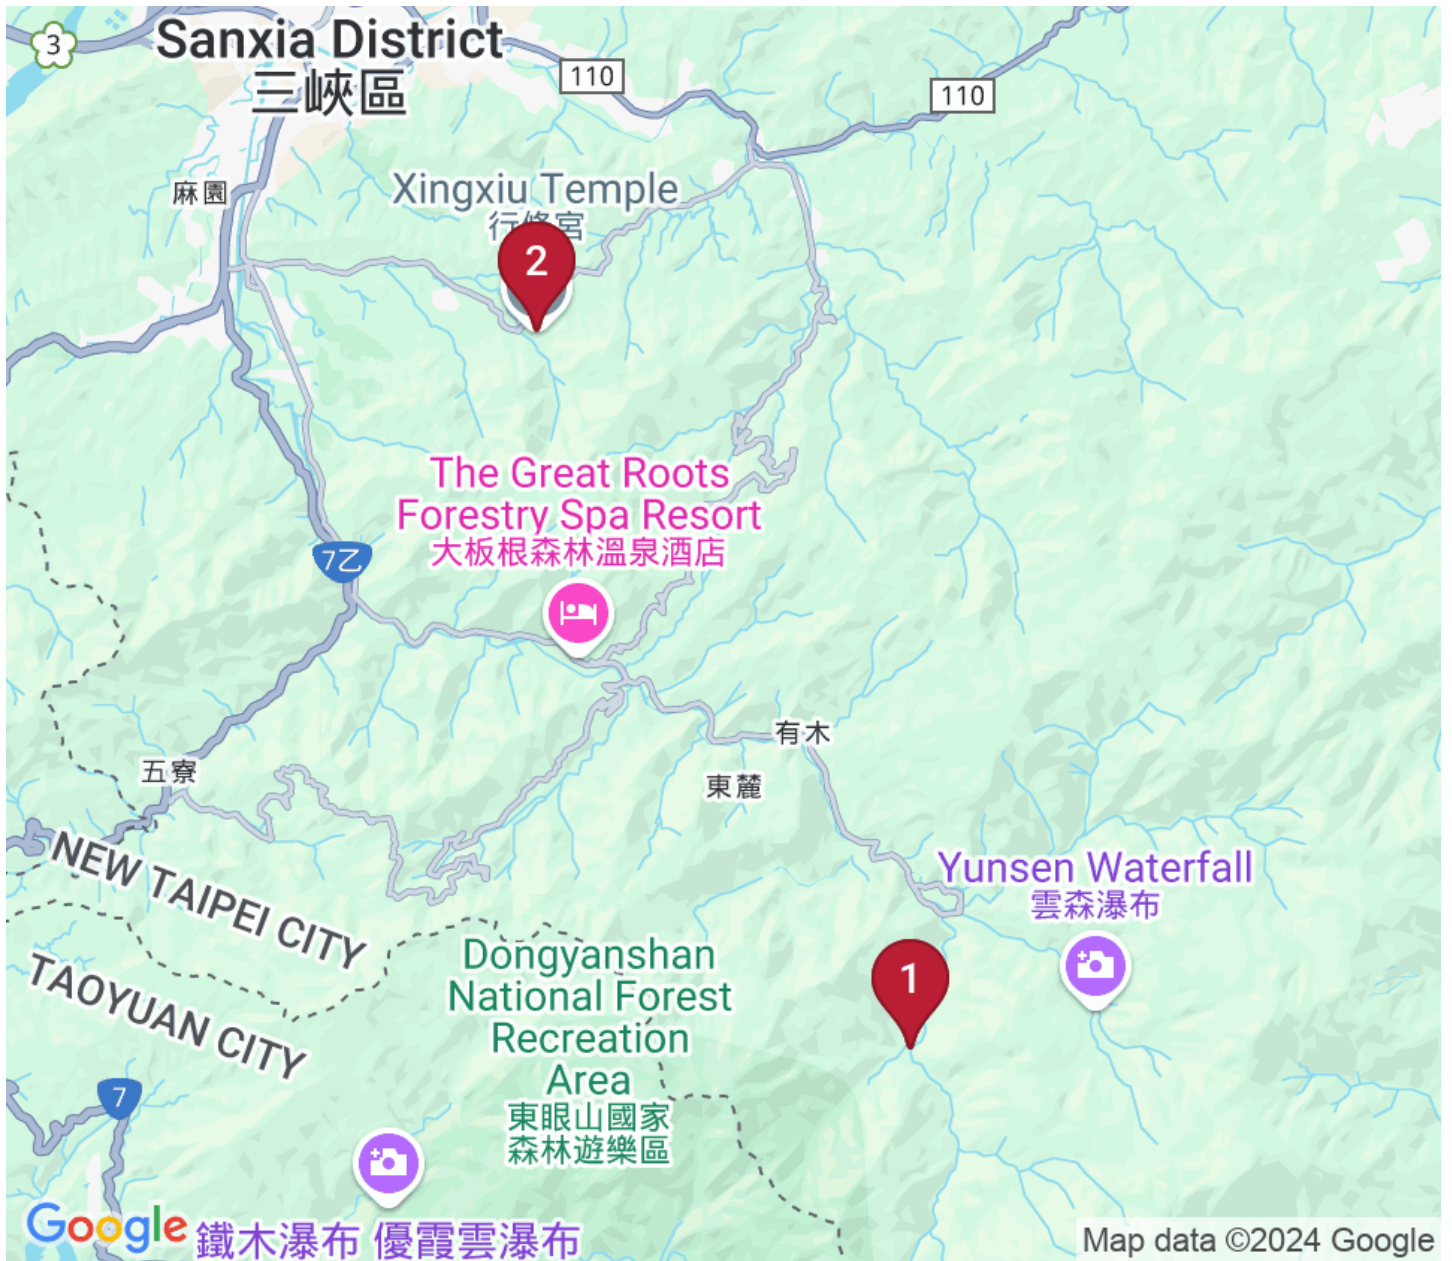 3
Sanxia District
三峽區
110
110
麻園
Xingxiu Temple
行修宮
2
The Great Roots
Forestry Spa Resort
大板根森林溫泉酒店
7乙
有木
東麓
五寮
NEW TAIPEI CITY
TAOYUAN CITY
Yunsen Waterfall
雲森瀑布
1
Dongyanshan
National Forest
Recreation
Area
東眼山國家
森林遊樂區
7
Google
鐵木瀑布 優霞雲瀑布
Map data ©2024 Google